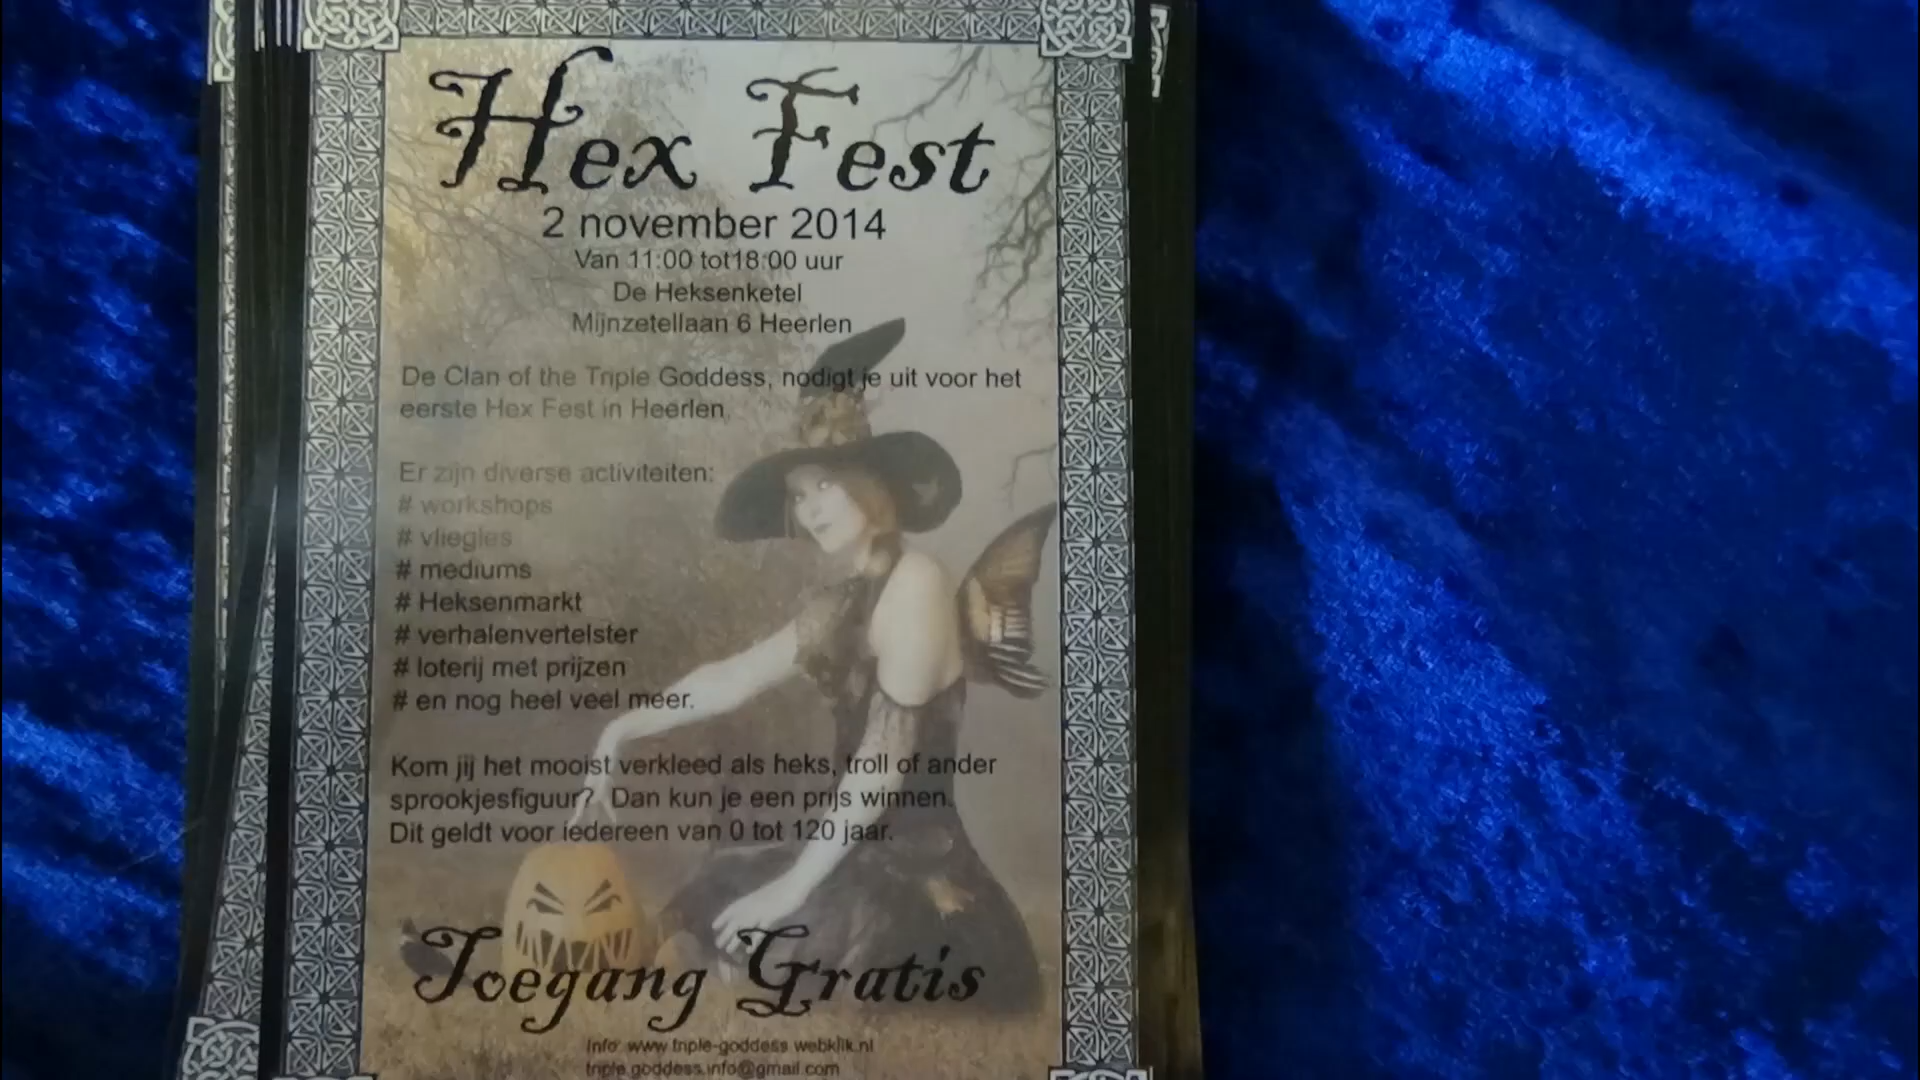 Hex Fest
2 november 2014
Van 11:00 tot18:00 uur
De Heksenketel
Mijnzetellaan 6 Heerlen
De Clan of the Triple Goddess, nodigt je uit voor het
eerste Hex Fest in Heerlen.
Er zijn diverse activiteiten:
# workshops
# vliegles
# mediums
# Heksenmarkt
# verhalenvertelster
# loterij met prijzen
# en nog heel veel meer.
Kom jij het mooist verkleed als heks, troll of ander
sprookjesfiguur? Dan kun je een prijs winnen.
Dit geldt voor iedereen van 0 tot 120 jaar.
Toegang Gratis
Info: www.triple-goddess.webklik.nl
triple.goddess.info@gmail.com